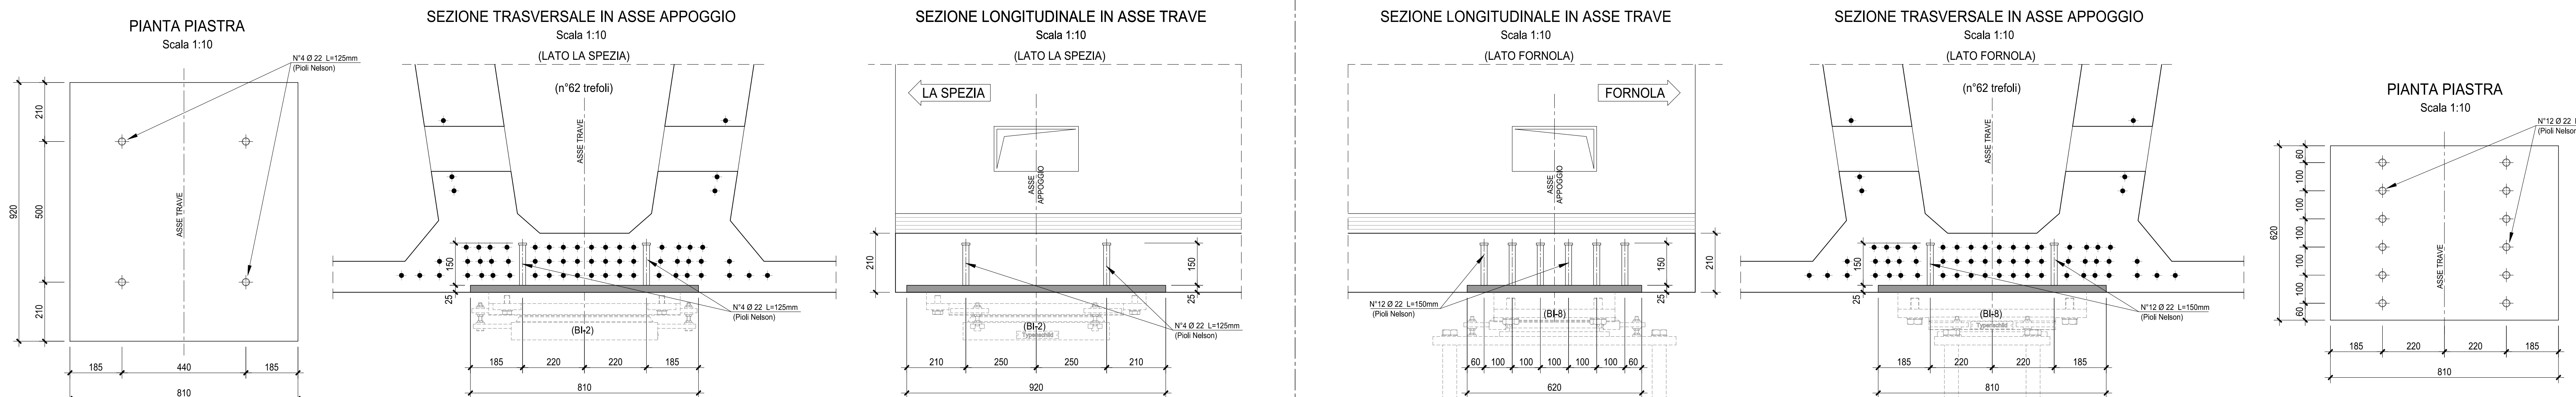 PIANTA PIASTRA
Scala 1:10
N°4 Ø 22 L=125mm
(Pioli Nelson)
ASSE TRAVE
210
500
210
920
185
440
185
810
SEZIONE TRASVERSALE IN ASSE APPOGGIO
Scala 1:10
(LATO LA SPEZIA)
(n°62 trefoli)
ASSE TRAVE
150
25
(BI-2)
N°4 Ø 22 L=125mm
(Pioli Nelson)
185
220
220
185
810
SEZIONE LONGITUDINALE IN ASSE TRAVE
Scala 1:10
(LATO LA SPEZIA)
LA SPEZIA
ASSE
APPOGGIO
210
150
25
(BI-2)
Typenschild
N°4 Ø 22 L=125mm
(Pioli Nelson)
210
250
250
210
920
SEZIONE LONGITUDINALE IN ASSE TRAVE
Scala 1:10
(LATO FORNOLA)
FORNOLA
ASSE
APPOGGIO
150
210
25
N°12 Ø 22 L=150mm
(Pioli Nelson)
(BI-8)
60
100
100
100
100
100
60
620
SEZIONE TRASVERSALE IN ASSE APPOGGIO
Scala 1:10
(LATO FORNOLA)
(n°62 trefoli)
ASSE TRAVE
150
25
(BI-8)
Typenschild
N°12 Ø 22 L=150mm
(Pioli Nelson)
185
220
220
185
810
PIANTA PIASTRA
Scala 1:10
N°12 Ø 22
(Pioli Nelson
ASSE TRAVE
60
100
100
100
100
100
60
620
185
220
220
185
810